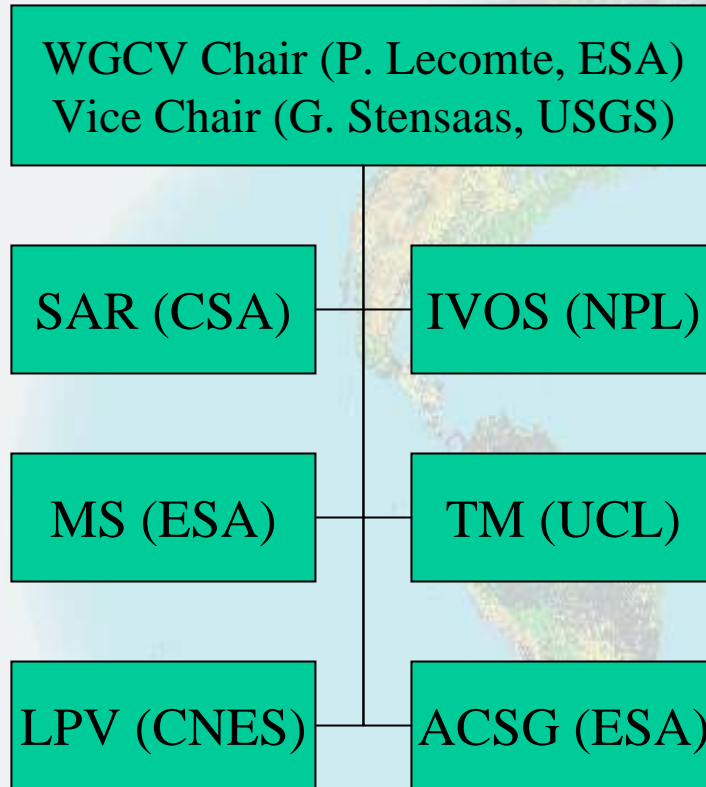 WGCV Chair (P. Lecomte, ESA)
Vice Chair (G. Stensaas, USGS)
SAR (CSA)
IVOS (NPL)
MS (ESA)
TM (UCL)
LPV (CNES)
ACSG (ESA)